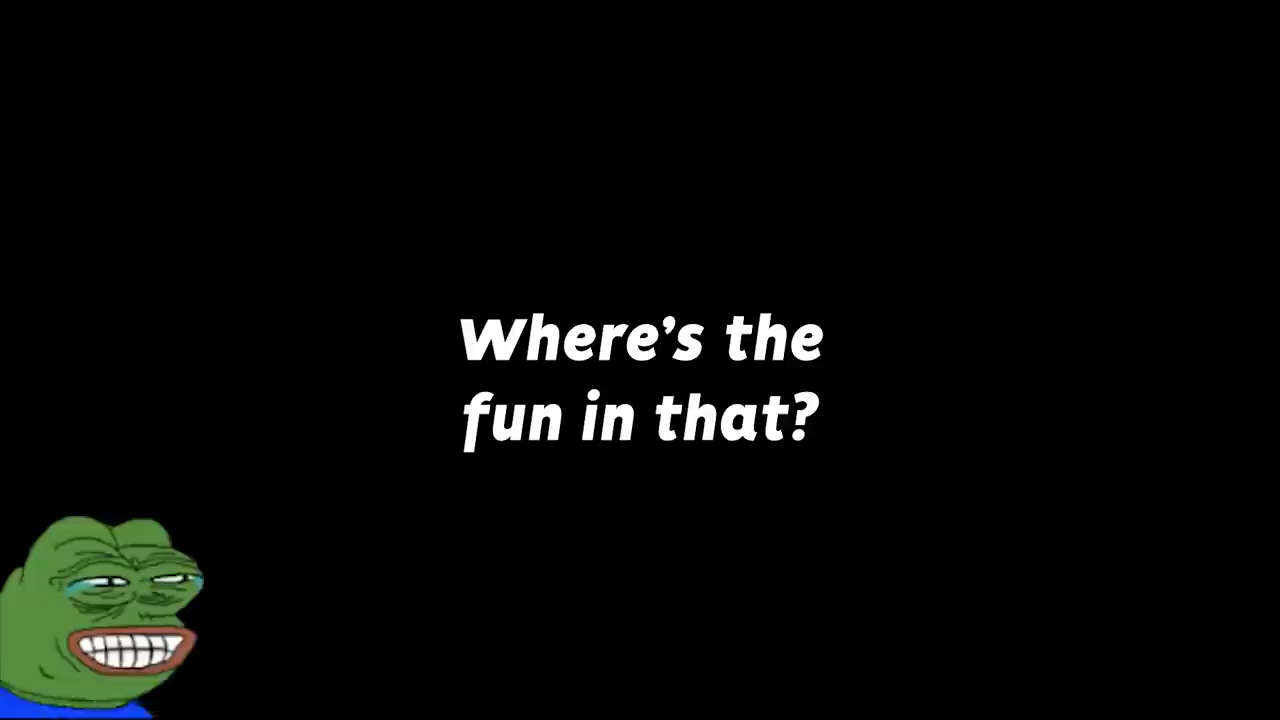 Where’s the
fun in that?